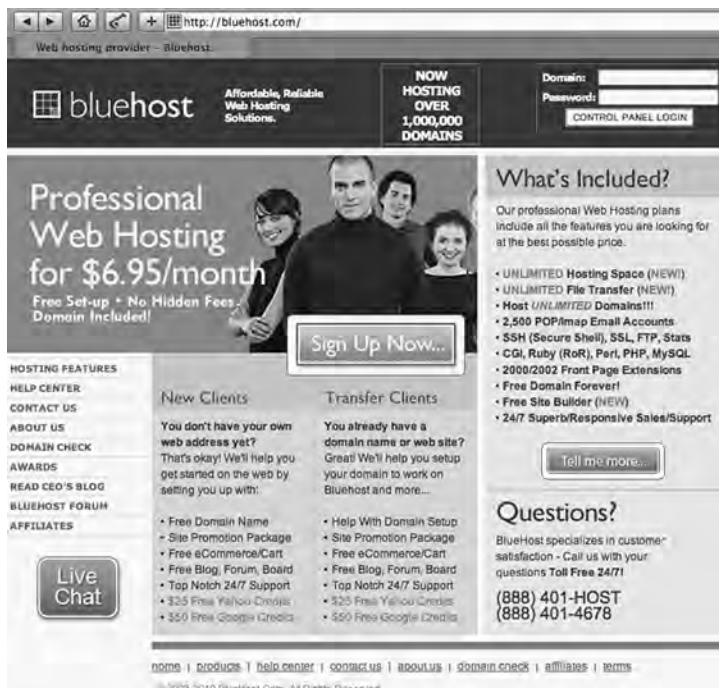 http://bluehost.com/
Web hosting provider – Bluehost.
bluehost
Affordable, Reliable
Web Hosting
Solutions.
NOW
HOSTING
OVER
1,000,000
DOMAINS
Domain:
Password:
CONTROL PANEL LOGIN
Professional
Web Hosting
for $6.95/month
Free Set-up • No Hidden Fees
Domain Included!
Sign Up Now...
What's Included?
Our professional Web Hosting plans
include all the features you are looking for
at the best possible price.
• UNLIMITED Hosting Space (NEW!)
• UNLIMITED File Transfer (NEW!)
• Host UNLIMITED Domains!!!
• 2,500 POP/Imap Email Accounts
• SSH (Secure Shell), SSL, FTP, Stats
• CGI, Ruby (RoR), Perl, PHP, MySQL
• 2000/2002 Front Page Extensions
• Free Domain Forever!
• Free Site Builder (NEW)
• 24/7 Superb/Responsive Sales/Support
Tell me more...
HOSTING FEATURES
HELP CENTER
CONTACT US
ABOUT US
DOMAIN CHECK
AWARDS
READ CEO'S BLOG
BLUEHOST FORUM
AFFILIATES
Live
Chat
New Clients
You don't have your own
web address yet?
That's okay! We'll help you
get started on the web by
setting you up with:
• Free Domain Name
• Site Promotion Package
• Free eCommerce/Cart
• Free Blog, Forum, Board
• Top Notch 24/7 Support
• $25 Free Yahoo Credits
• $50 Free Google Credits
Transfer Clients
You already have a
domain name or web site?
Great! We'll help you setup
your domain to work on
Bluehost and more...
• Help With Domain Setup
• Site Promotion Package
• Free eCommerce/Cart
• Free Blog, Forum, Board
• Top Notch 24/7 Support
• $25 Free Yahoo Credits
• $50 Free Google Credits
Questions?
BlueHost specializes in customer
satisfaction - Call us with your
questions Toll Free 24/7!
(888) 401-HOST
(888) 401-4678
home | products | help center | contact us | about us | domain check | affiliates | terms